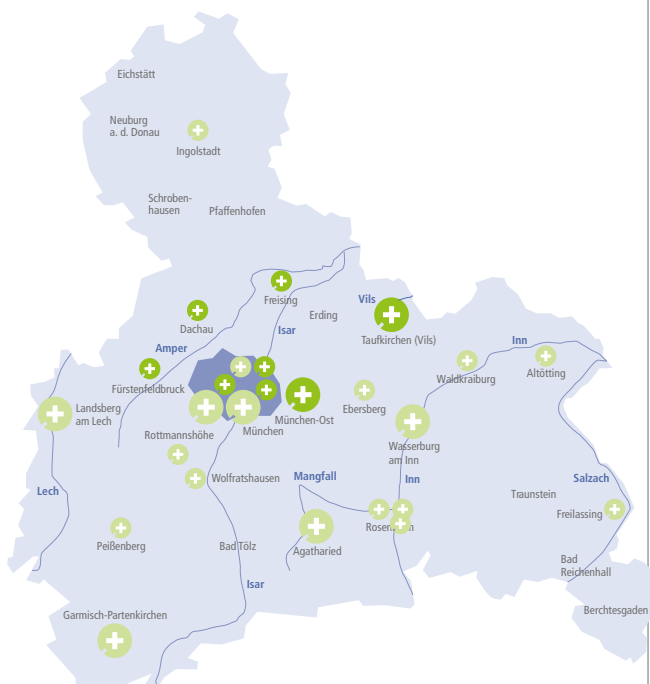 Eichstätt
Neuburg
a. d. Donau
Ingolstadt
Schroben-
hausen
Pfaffenhofen
Freising
Erding
Vils
Dachau
Isar
Taufkirchen (Vils)
Amper
Inn
Waldkraiburg
Altötting
Fürstenfeldbruck
Landsberg
am Lech
Ebersberg
München-Ost
München
Rottmannshöhe
Wasserburg
am Inn
Wolfratshausen
Mangfall
Inn
Salzach
Lech
Traunstein
Freilassing
Peißenberg
Bad Tölz
Agatharied
Bad
Reichenhall
Isar
Berchtesgaden
Garmisch-Partenkirchen